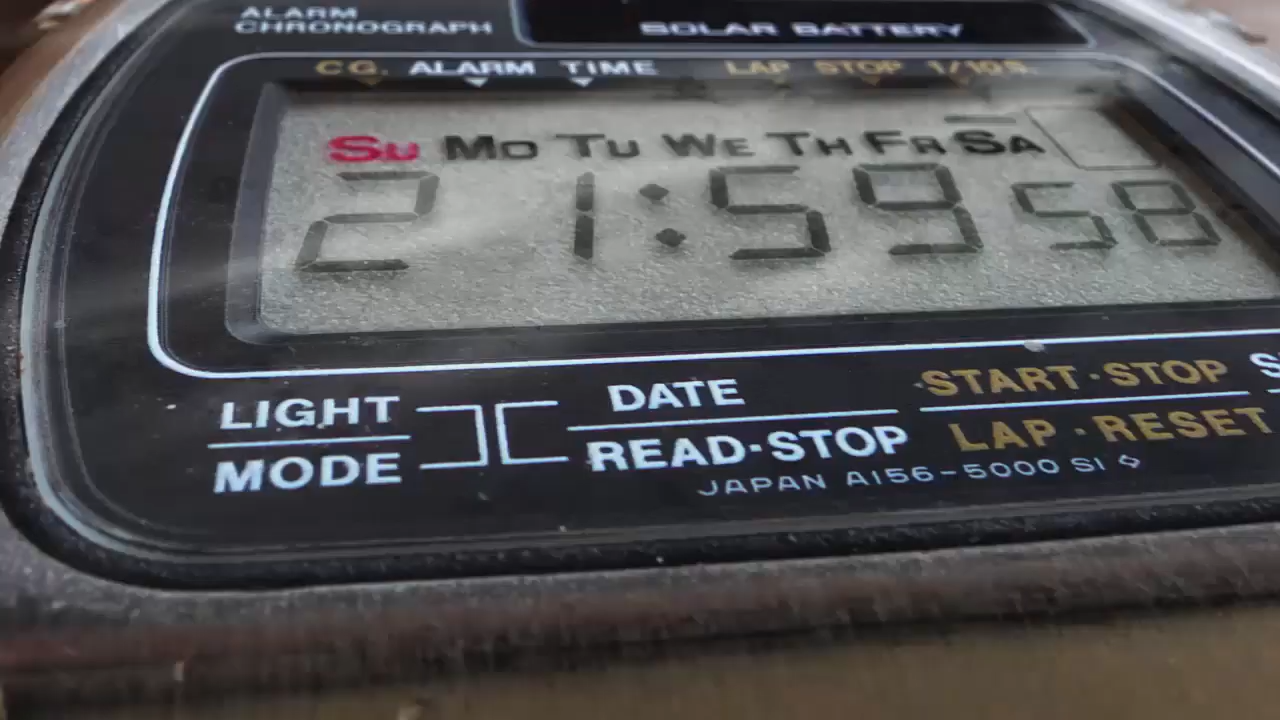 ALARM
CHRONOGRAPH
SOLAR BATTERY
C.G. ALARM TIME LAP STOP 1/10 S.
SU MO TU WE TH FR SA
21:59 58
LIGHT
MODE
DATE
READ·STOP
START·STOP
LAP·RESET
JAPAN A156-5000 SI